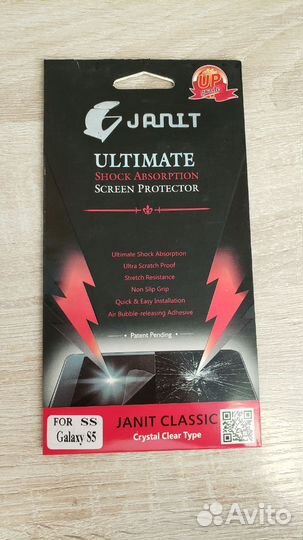 UP
JANIT
ULTIMATE
SHOCK ABSORPTION
SCREEN PROTECTOR
Ultimate Shock Absorption
Ultra Scratch Proof
Stretch Resistance
Non Slip Grip
Quick & Easy Installation
Air Bubble-releasing Adhesive
Patent Pending
FOR SS
Galaxy S5
JANIT CLASSIC
Crystal Clear Type
Avito